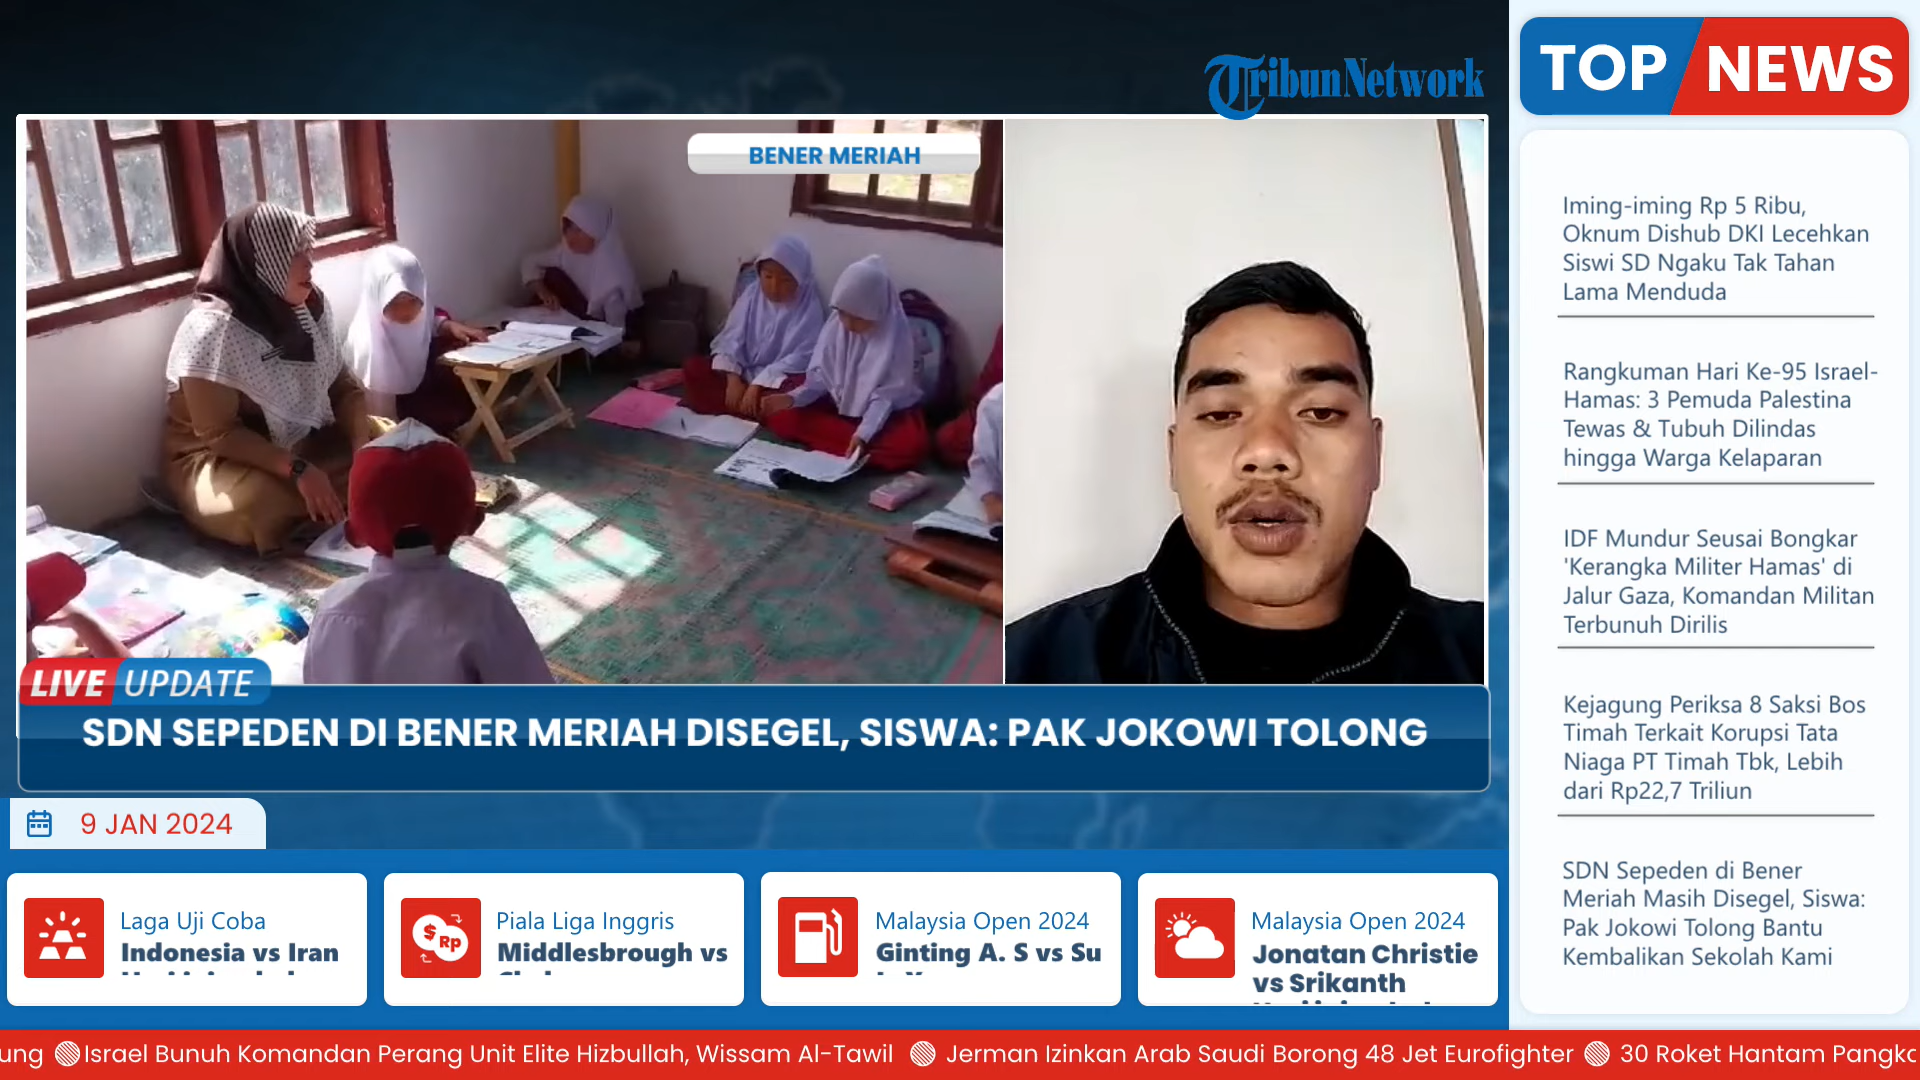 TribunNetwork
BENER MERIAH
LIVE UPDATE
SDN SEPEDEN DI BENER MERIAH DISEGEL, SISWA: PAK JOKOWI TOLONG
9 JAN 2024
Laga Uji Coba
Indonesia vs Iran
Piala Liga Inggris
Middlesbrough vs
Malaysia Open 2024
Ginting A. S vs Su
Malaysia Open 2024
Jonatan Christie
vs Srikanth
TOP NEWS
Iming-iming Rp 5 Ribu,
Oknum Dishub DKI Lecehkan
Siswi SD Ngaku Tak Tahan
Lama Menduda
Rangkuman Hari Ke-95 Israel-
Hamas: 3 Pemuda Palestina
Tewas & Tubuh Dilindas
hingga Warga Kelaparan
IDF Mundur Seusai Bongkar
'Kerangka Militer Hamas' di
Jalur Gaza, Komandan Militan
Terbunuh Dirilis
Kejagung Periksa 8 Saksi Bos
Timah Terkait Korupsi Tata
Niaga PT Timah Tbk, Lebih
dari Rp22,7 Triliun
SDN Sepeden di Bener
Meriah Masih Disegel, Siswa:
Pak Jokowi Tolong Bantu
Kembalikan Sekolah Kami
ung Israel Bunuh Komandan Perang Unit Elite Hizbullah, Wissam Al-Tawil Jerman Izinkan Arab Saudi Borong 48 Jet Eurofighter 30 Roket Hantam